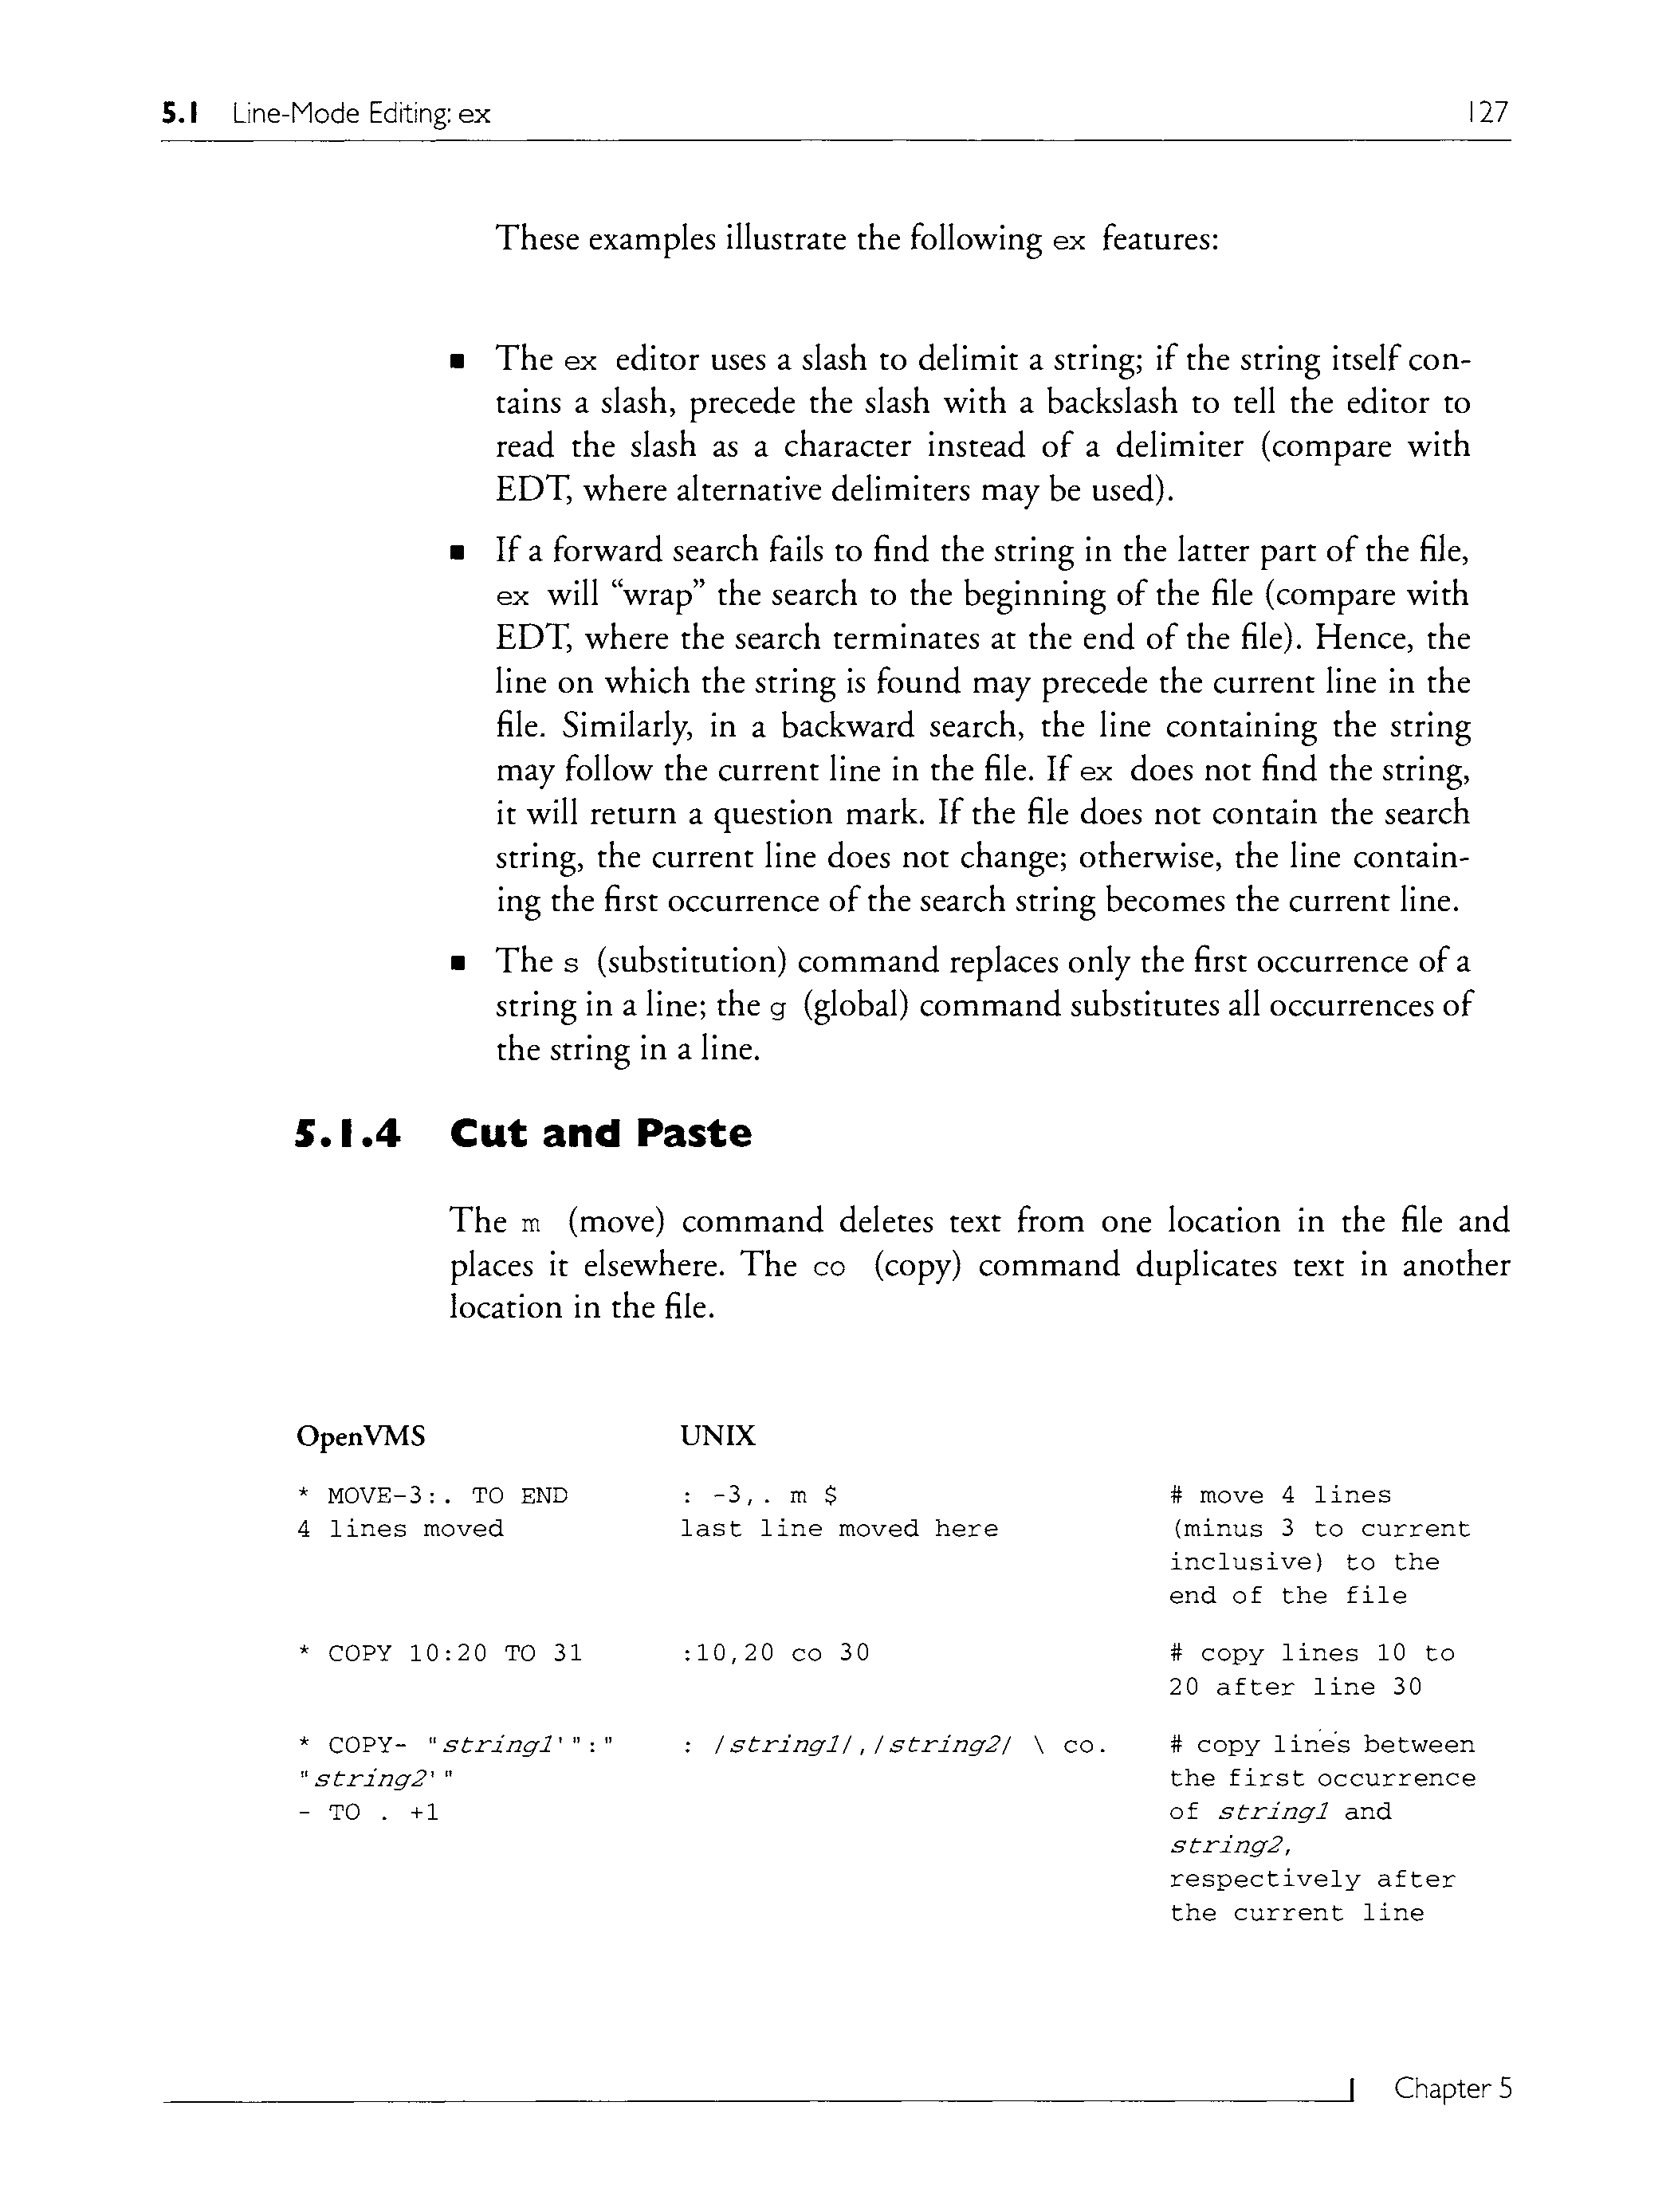 5.1 Line-Mode Editing: ex 127
These examples illustrate the following ex features:
■ The ex editor uses a slash to delimit a string; if the string itself con-
tains a slash, precede the slash with a backslash to tell the editor to
read the slash as a character instead of a delimiter (compare with
EDT, where alternative delimiters may be used).
■ If a forward search fails to find the string in the latter part of the file,
ex will “wrap” the search to the beginning of the file (compare with
EDT, where the search terminates at the end of the file). Hence, the
line on which the string is found may precede the current line in the
file. Similarly, in a backward search, the line containing the string
may follow the current line in the file. If ex does not find the string,
it will return a question mark. If the file does not contain the search
string, the current line does not change; otherwise, the line contain-
ing the first occurrence of the search string becomes the current line.
■ The s (substitution) command replaces only the first occurrence of a
string in a line; the g (global) command substitutes all occurrences of
the string in a line.
5.1.4 Cut and Paste
The m (move) command deletes text from one location in the file and
places it elsewhere. The co (copy) command duplicates text in another
location in the file.
OpenVMS UNIX
* MOVE-3:. TO END : -3,. m $ # move 4 lines
4 lines moved last line moved here (minus 3 to current
inclusive) to the
end of the file
* COPY 10:20 TO 31 :10,20 co 30 # copy lines 10 to
20 after line 30
* COPY- "string1'":" : /string1/,/string2/ \ co. # copy lines between
"string2'" the first occurrence
- TO . +1 of string1 and
string2,
respectively after
the current line
Chapter 5